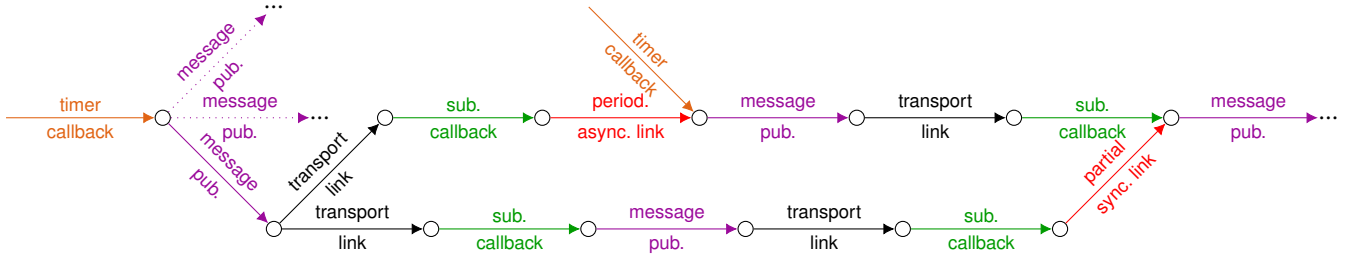 ...
message
pub.
timer
callback
timer
callback
message
pub.
...
message
pub.
sub.
callback
period.
async. link
message
pub.
transport
link
sub.
callback
message
pub.
...
transport
link
partial
sync. link
transport
link
sub.
callback
message
pub.
transport
link
sub.
callback